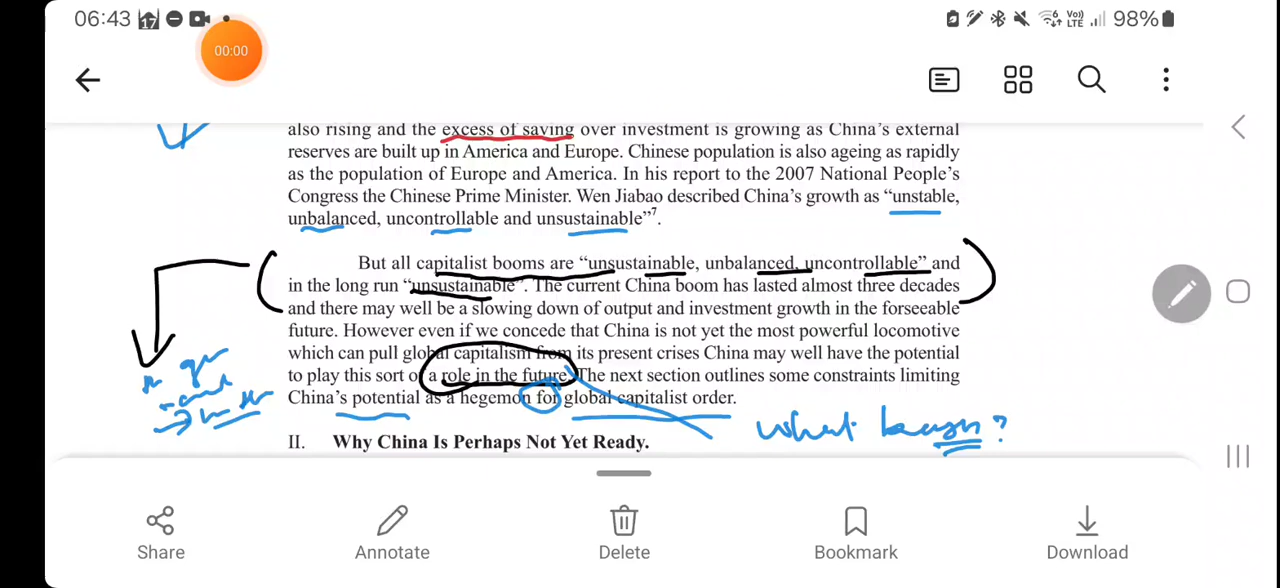 06:43 17 Vo) 98%
6 LTE
00:00
also rising and the excess of saving over investment is growing as China's external
reserves are built up in America and Europe. Chinese population is also ageing as rapidly
as the population of Europe and America. In his report to the 2007 National People's
Congress the Chinese Prime Minister. Wen Jiabao described China's growth as "unstable,
unbalanced, uncontrollable and unsustainable"7.
But all capitalist booms are "unsustainable, unbalanced, uncontrollable" and
in the long run "unsustainable". The current China boom has lasted almost three decades
and there may well be a slowing down of output and investment growth in the forseeable
future. However even if we concede that China is not yet the most powerful locomotive
which can pull global capitalism from its present crises China may well have the potential
to play this sort of a role in the future. The next section outlines some constraints limiting
China's potential as a hegemon for global capitalist order.
what ?
II. Why China Is Perhaps Not Yet Ready.
Share Annotate Delete Bookmark Download